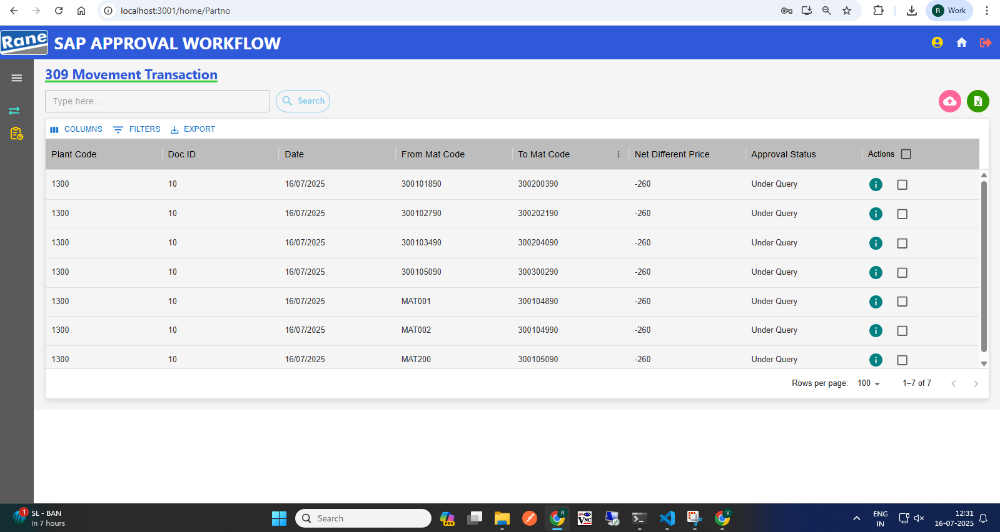 localhost:3001/home/Partno
R Work
Rane SAP APPROVAL WORKFLOW
309 Movement Transaction
Type here...
Search
COLUMNS FILTERS EXPORT
Plant Code Doc ID Date From Mat Code To Mat Code Net Different Price Approval Status Actions
1300 10 16/07/2025 300101890 300200390 -260 Under Query
1300 10 16/07/2025 300102790 300202190 -260 Under Query
1300 10 16/07/2025 300103490 300204090 -260 Under Query
1300 10 16/07/2025 300105090 300300290 -260 Under Query
1300 10 16/07/2025 MAT001 300104890 -260 Under Query
1300 10 16/07/2025 MAT002 300104990 -260 Under Query
1300 10 16/07/2025 MAT200 300105090 -260 Under Query
Rows per page: 100 1–7 of 7
1 SL - BAN
In 7 hours
Search
PRE
R
VNC
V
ENG
IN
12:31
16-07-2025